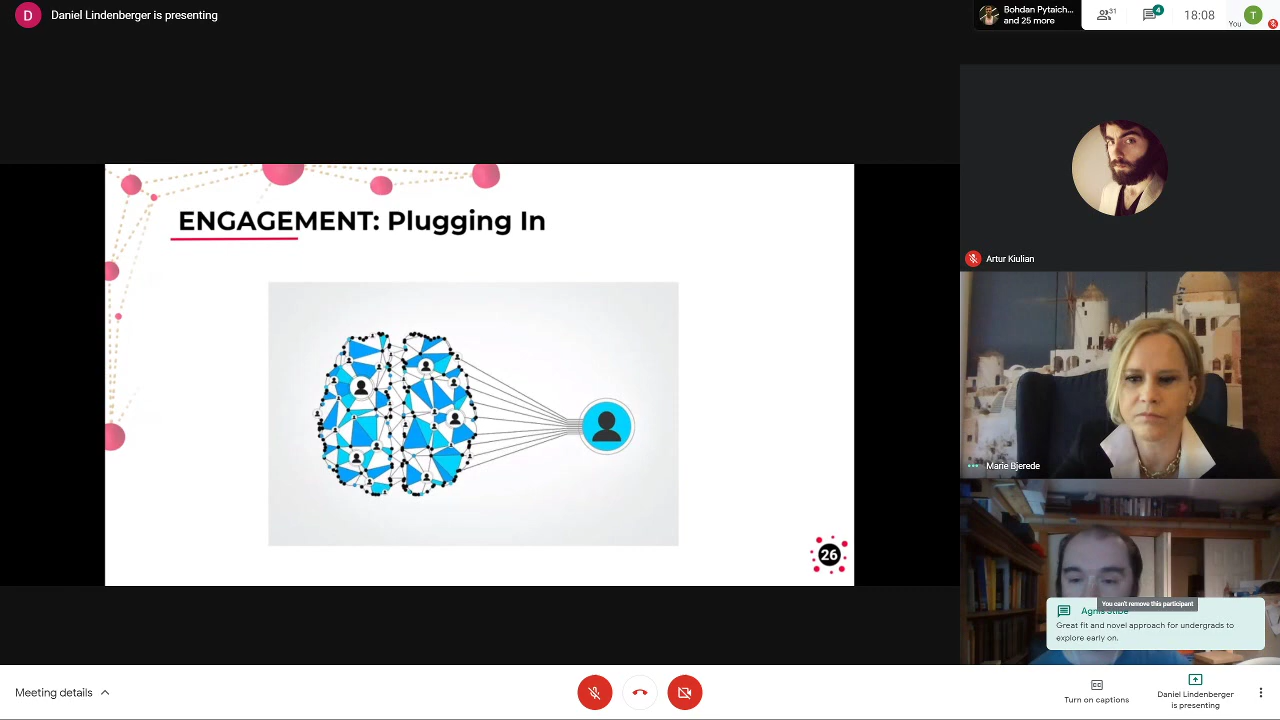 D
Daniel Lindenberger is presenting
Bohdan Pytaich...
and 25 more
31
4
18:08
You
T
ENGAGEMENT: Plugging In
26
Artur Kiulian
Marie Bjerede
You can't remove this participant
Great fit and novel approach for undergrads to
explore early on.
Meeting details
Turn on captions
Daniel Lindenberger
is presenting